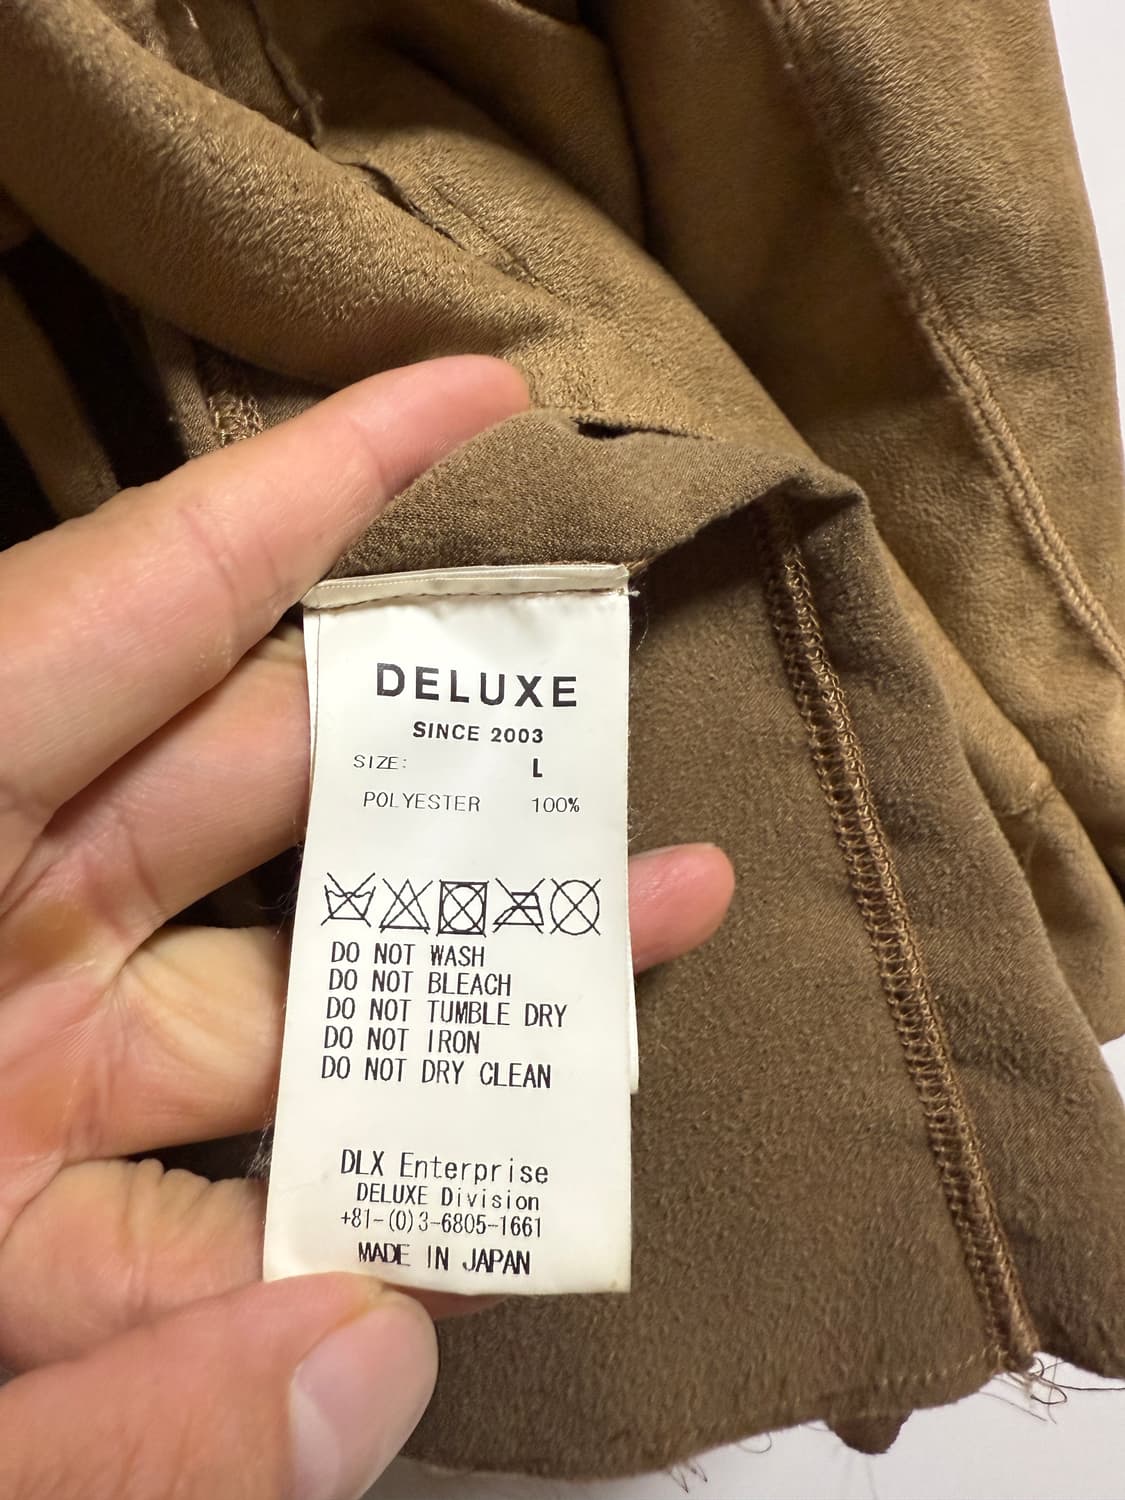 DELUXE
SINCE 2003
SIZE: L
POLYESTER 100%
DO NOT WASH
DO NOT BLEACH
DO NOT TUMBLE DRY
DO NOT IRON
DO NOT DRY CLEAN
DLX Enterprise
DELUXE Division
+81-(0)3-6805-1661
MADE IN JAPAN